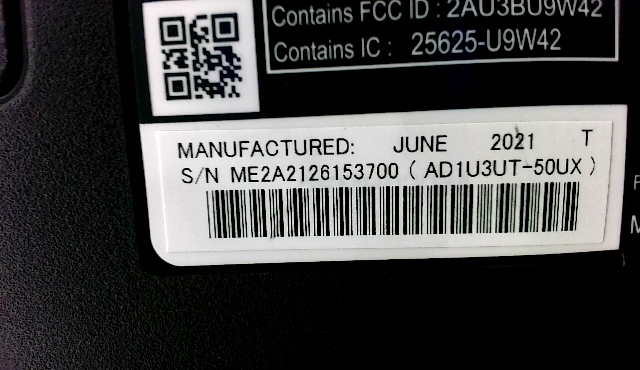 Contains FCC ID : 2AU3BU9W42
Contains IC : 25625-U9W42
MANUFACTURED: JUNE 2021 T
S/N ME2A2126153700 ( AD1U3UT-50UX )